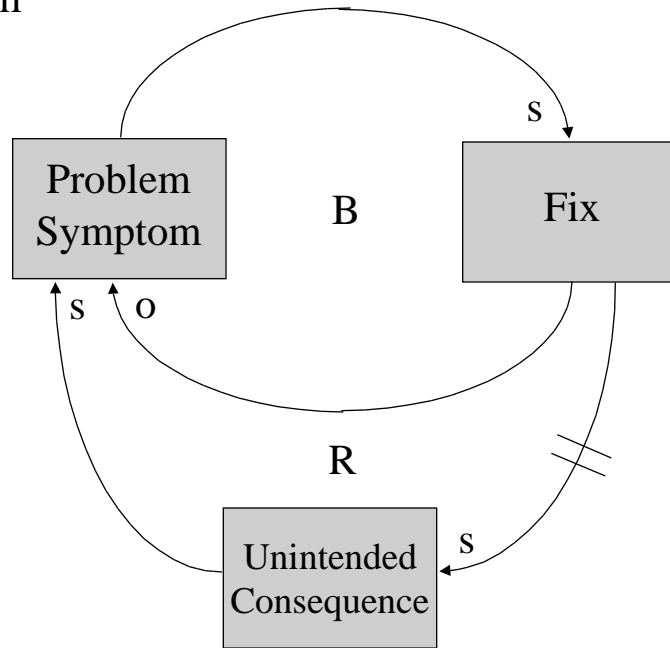 s
Problem
Symptom
B
Fix
s
o
R
s
Unintended
Consequence